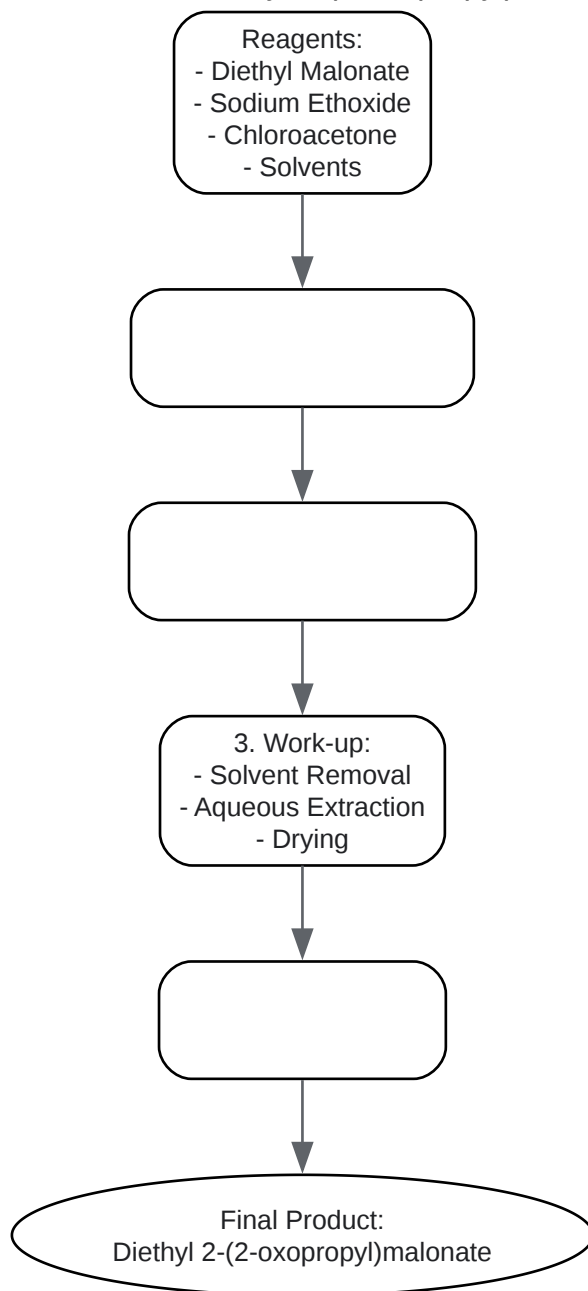 Reagents:
- Diethyl Malonate
- Sodium Ethoxide
- Chloroacetone
- Solvents
3. Work-up:
- Solvent Removal
- Aqueous Extraction
- Drying
Final Product:
Diethyl 2-(2-oxopropyl)malonate